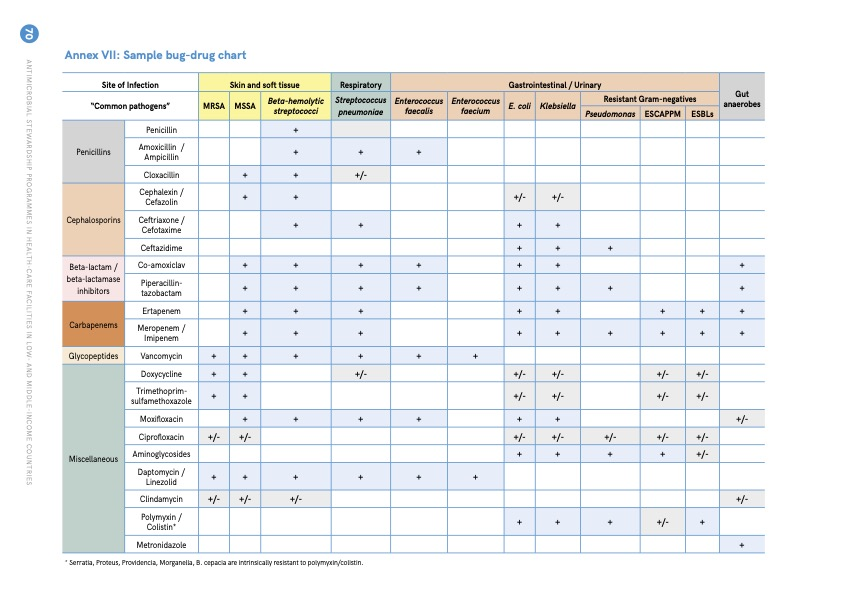 70
ANTIMICROBIAL STEWARDSHIP PROGRAMMES IN HEALTH-CARE FACILITIES IN LOW- AND MIDDLE-INCOME COUNTRIES
Annex VII: Sample bug-drug chart
Site of Infection Skin and soft tissue Respiratory Gastrointestinal / Urinary Gut anaerobes
"Common pathogens" MRSA MSSA Beta-hemolytic streptococci Streptococcus pneumoniae Enterococcus faecalis Enterococcus faecium E. coli Klebsiella Resistant Gram-negatives
Pseudomonas ESCAPPM ESBLs
Penicillins
Penicillin +
Amoxicillin / Ampicillin + + +
Cloxacillin + + +/-
Cephalosporins
Cephalexin / Cefazolin + + +/- +/-
Ceftriaxone / Cefotaxime + + + +
Ceftazidime + + +
Beta-lactam / beta-lactamase inhibitors
Co-amoxiclav + + + + + + +
Piperacillin-tazobactam + + + + + + + +
Carbapenems
Ertapenem + + + + + + + +
Meropenem / Imipenem + + + + + + + + +
Glycopeptides
Vancomycin + + + + + +
Miscellaneous
Doxycycline + + +/- +/- +/- +/- +/-
Trimethoprim-sulfamethoxazole + + +/- +/- +/- +/-
Moxifloxacin + + + + + + +/-
Ciprofloxacin +/- +/- +/- +/- +/- +/- +/-
Aminoglycosides + + + + +/-
Daptomycin / Linezolid + + + + + +
Clindamycin +/- +/- +/- +/-
Polymyxin / Colistin* + + + +/- +
Metronidazole +
* Serratia, Proteus, Providencia, Morganella, B. cepacia are intrinsically resistant to polymyxin/colistin.